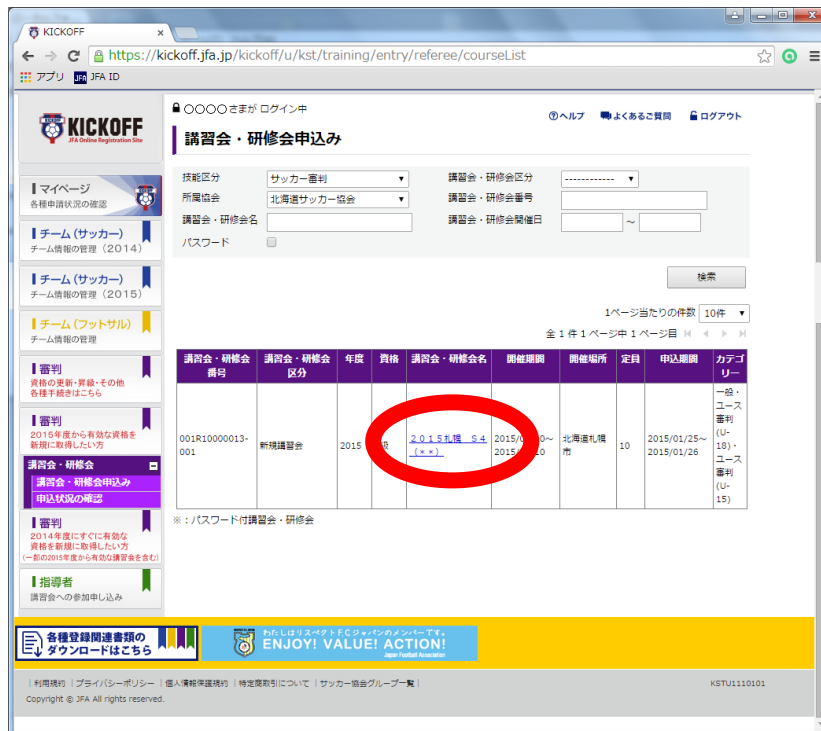 KICKOFF
https://kickoff.jfa.jp/kickoff/u/kst/training/entry/referee/courseList
アプリ JFA JFA ID
KICKOFF
JFA Online Registration Site
○○○○さまが ログイン中
ヘルプ よくあるご質問 ログアウト
講習会・研修会申込み
技能区分 サッカー審判 講習会・研修会区分 ------------
所属協会 北海道サッカー協会 講習会・研修会番号
講習会・研修会名 講習会・研修会開催日 ～
パスワード
検索
1ページ当たりの件数 10件
全 1 件 1 ページ中 1 ページ目
マイページ
各種申請状況の確認
チーム (サッカー)
チーム情報の管理 (2014)
チーム (サッカー)
チーム情報の管理 (2015)
チーム (フットサル)
チーム情報の管理
審判
資格の更新・昇級・その他
各種手続きはこちら
審判
2015年度から有効な資格を
新規に取得したい方
講習会・研修会
講習会・研修会申込み
申込状況の確認
審判
2014年度にすぐに有効な
資格を新規に取得したい方
(一部の2015年度から有効な講習会を含む)
指導者
講習会への参加申し込み
講習会・研修会番号 講習会・研修会区分 年度 資格 講習会・研修会名 開催期間 開催場所 定員 申込期間 カテゴリー
001R10000013-001 新規講習会 2015 級 2015札幌 S4 (**) 2015/0 0～2015/ 10 北海道札幌市 10 2015/01/25～2015/01/26 一般・ユース審判(U-18)・ユース審判(U-15)
※：パスワード付講習会・研修会
各種登録関連書類の
ダウンロードはこちら
わたしはリスペクトF.C.ジャパンのメンバーです。
ENJOY! VALUE! ACTION!
Japan Football Association
|利用規約 |プライバシーポリシー |個人情報保護規約 |特定商取引について |サッカー協会グループ一覧|
KSTU1110101
Copyright © JFA All rights reserved.